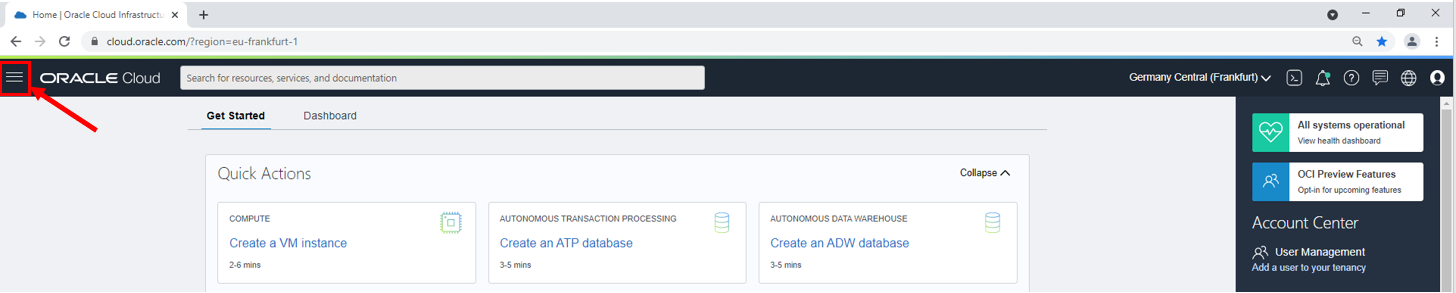 Home | Oracle Cloud Infrastructu
cloud.oracle.com/?region=eu-frankfurt-1
ORACLE Cloud
Search for resources, services, and documentation
Germany Central (Frankfurt)
Get Started
Dashboard
Quick Actions
Collapse
COMPUTE
Create a VM instance
2-6 mins
AUTONOMOUS TRANSACTION PROCESSING
Create an ATP database
3-5 mins
AUTONOMOUS DATA WAREHOUSE
Create an ADW database
3-5 mins
All systems operational
View health dashboard
OCI Preview Features
Opt-in for upcoming features
Account Center
User Management
Add a user to your tenancy